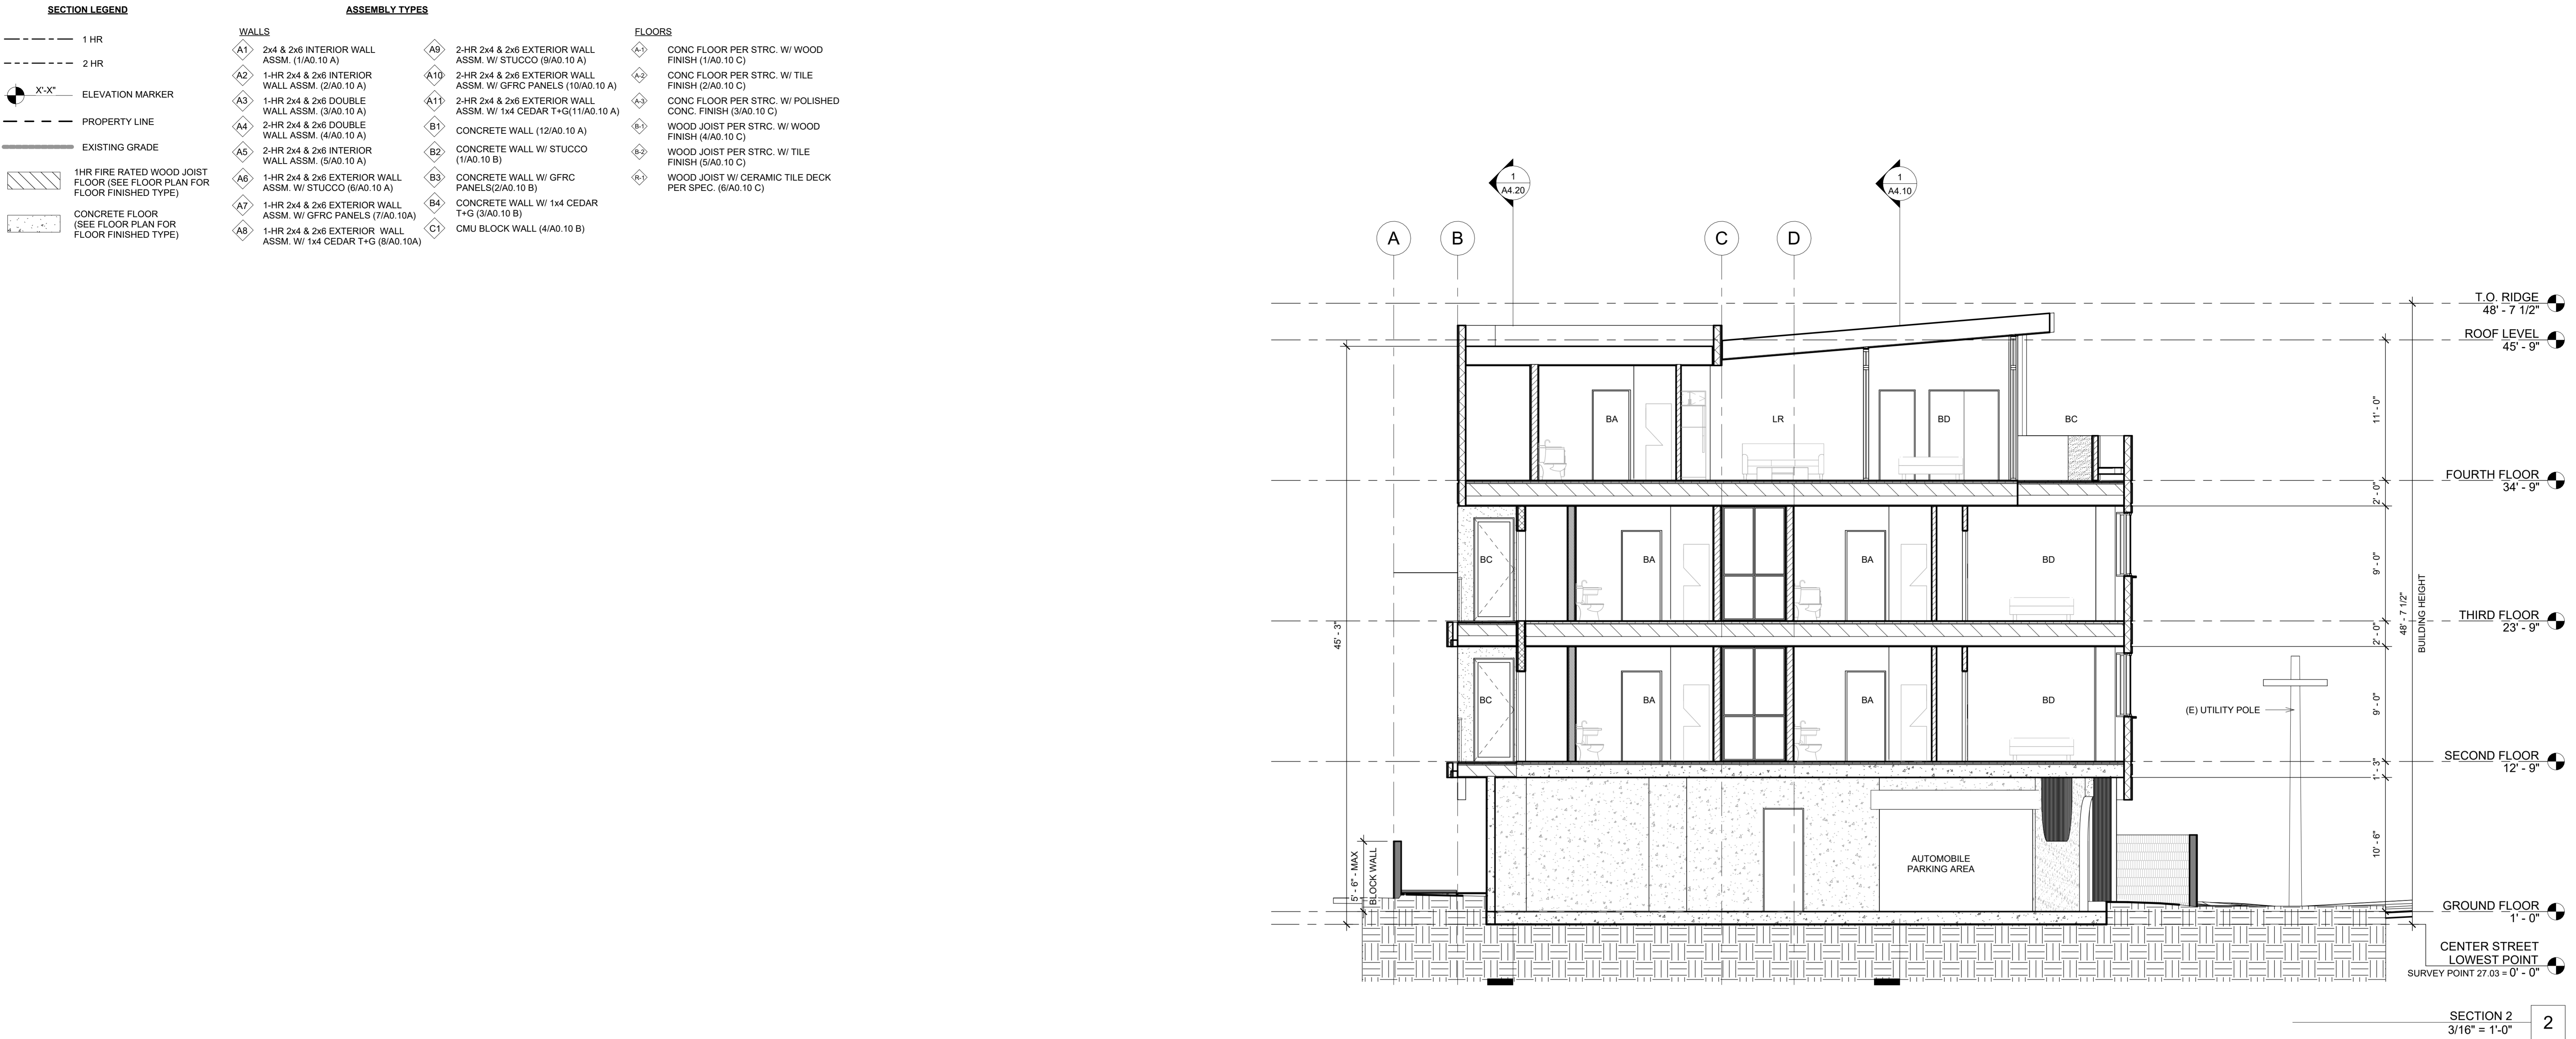 SECTION LEGEND
1 HR
2 HR
X'-X"
ELEVATION MARKER
PROPERTY LINE
EXISTING GRADE
1HR FIRE RATED WOOD JOIST
FLOOR (SEE FLOOR PLAN FOR
FLOOR FINISHED TYPE)
CONCRETE FLOOR
(SEE FLOOR PLAN FOR
FLOOR FINISHED TYPE)
ASSEMBLY TYPES
WALLS
A1 2x4 & 2x6 INTERIOR WALL
ASSM. (1/A0.10 A)
A2 1-HR 2x4 & 2x6 INTERIOR
WALL ASSM. (2/A0.10 A)
A3 1-HR 2x4 & 2x6 DOUBLE
WALL ASSM. (3/A0.10 A)
A4 2-HR 2x4 & 2x6 DOUBLE
WALL ASSM. (4/A0.10 A)
A5 2-HR 2x4 & 2x6 INTERIOR
WALL ASSM. (5/A0.10 A)
A6 1-HR 2x4 & 2x6 EXTERIOR WALL
ASSM. W/ STUCCO (6/A0.10 A)
A7 1-HR 2x4 & 2x6 EXTERIOR WALL
ASSM. W/ GFRC PANELS (7/A0.10A)
A8 1-HR 2x4 & 2x6 EXTERIOR WALL
ASSM. W/ 1x4 CEDAR T+G (8/A0.10A)
A9 2-HR 2x4 & 2x6 EXTERIOR WALL
ASSM. W/ STUCCO (9/A0.10 A)
A10 2-HR 2x4 & 2x6 EXTERIOR WALL
ASSM. W/ GFRC PANELS (10/A0.10 A)
A11 2-HR 2x4 & 2x6 EXTERIOR WALL
ASSM. W/ 1x4 CEDAR T+G(11/A0.10 A)
B1 CONCRETE WALL (12/A0.10 A)
B2 CONCRETE WALL W/ STUCCO
(1/A0.10 B)
B3 CONCRETE WALL W/ GFRC
PANELS(2/A0.10 B)
B4 CONCRETE WALL W/ 1x4 CEDAR
T+G (3/A0.10 B)
C1 CMU BLOCK WALL (4/A0.10 B)
FLOORS
A-1 CONC FLOOR PER STRC. W/ WOOD
FINISH (1/A0.10 C)
A-2 CONC FLOOR PER STRC. W/ TILE
FINISH (2/A0.10 C)
A-3 CONC FLOOR PER STRC. W/ POLISHED
CONC. FINISH (3/A0.10 C)
B-1 WOOD JOIST PER STRC. W/ WOOD
FINISH (4/A0.10 C)
B-2 WOOD JOIST PER STRC. W/ TILE
FINISH (5/A0.10 C)
R-1 WOOD JOIST W/ CERAMIC TILE DECK
PER SPEC. (6/A0.10 C)
1
A4.20
1
A4.10
A B C D
T.O. RIDGE
48' - 7 1/2"
ROOF LEVEL
45' - 9"
11' - 0"
BA LR BD BC
FOURTH FLOOR
34' - 9"
2' - 0"
BC BA BA BD
9' - 0"
THIRD FLOOR
23' - 9"
2' - 0"
45' - 3"
48' - 7 1/2"
BUILDING HEIGHT
BC BA BA BD
9' - 0"
(E) UTILITY POLE
SECOND FLOOR
12' - 9"
1' - 3"
10' - 6"
5' - 6" - MAX
BLOCK WALL
AUTOMOBILE
PARKING AREA
GROUND FLOOR
1' - 0"
CENTER STREET
LOWEST POINT
SURVEY POINT 27.03 = 0' - 0"
SECTION 2
3/16" = 1'-0"
2